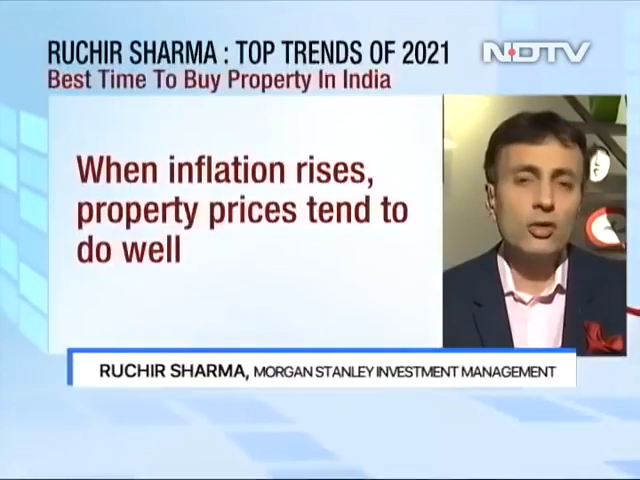 RUCHIR SHARMA : TOP TRENDS OF 2021
NDTV
Best Time To Buy Property In India
When inflation rises,
property prices tend to
do well
RUCHIR SHARMA, MORGAN STANLEY INVESTMENT MANAGEMENT